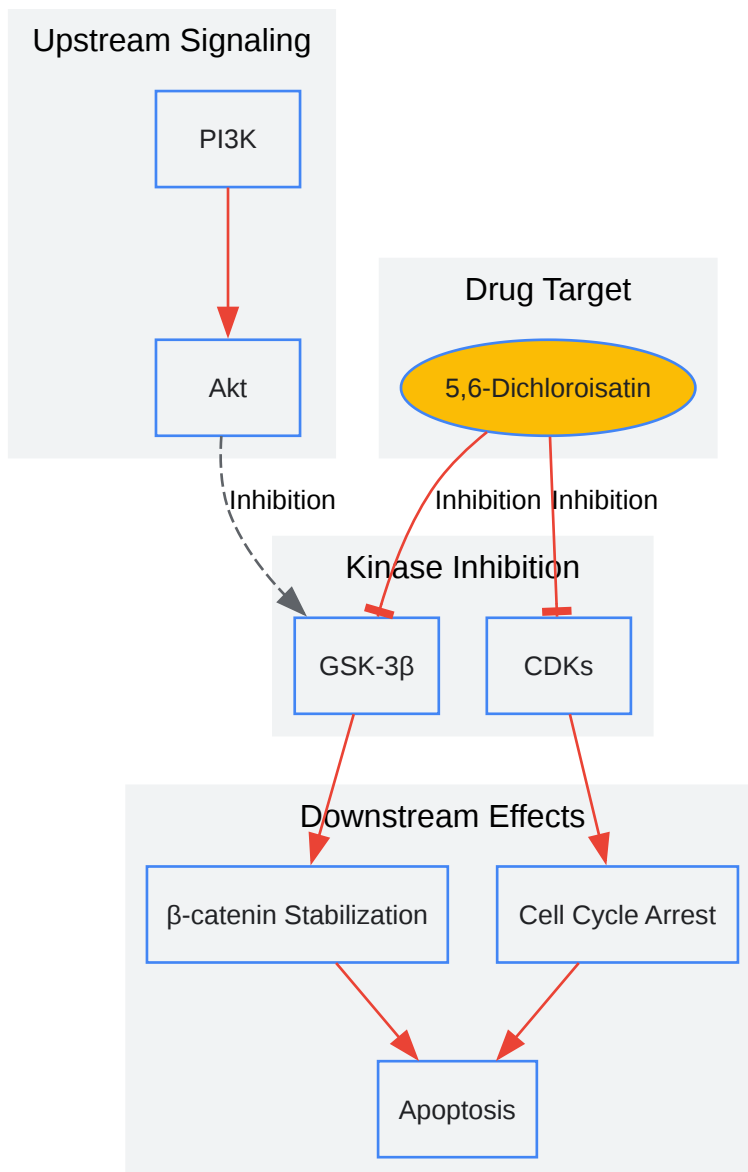 Upstream Signaling
PI3K
Drug Target
Akt
5,6-Dichloroisatin
Inhibition
Inhibition
Inhibition
Kinase Inhibition
GSK-3β
CDKs
Downstream Effects
β-catenin Stabilization
Cell Cycle Arrest
Apoptosis